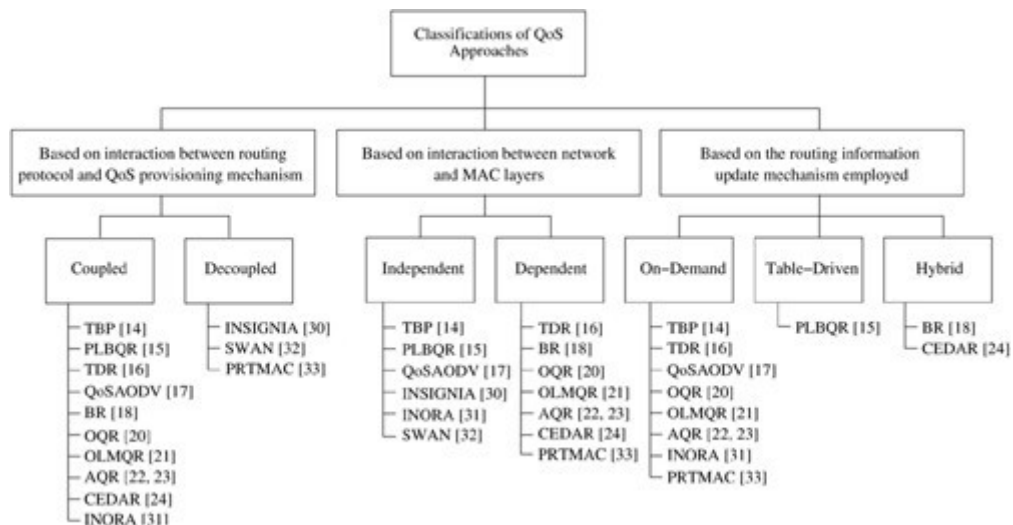 Classifications of QoS
Approaches
Based on interaction between routing
protocol and QoS provisioning mechanism
Based on interaction between network
and MAC layers
Based on the routing information
update mechanism employed
Coupled
Decoupled
Independent
Dependent
On-Demand
Table-Driven
Hybrid
TBP [14]
PLBQR [15]
TDR [16]
QoSAODV [17]
BR [18]
OQR [20]
OLMQR [21]
AQR [22, 23]
CEDAR [24]
INORA [31]
INSIGNIA [30]
SWAN [32]
PRTMAC [33]
TBP [14]
PLBQR [15]
QoSAODV [17]
INSIGNIA [30]
INORA [31]
SWAN [32]
TDR [16]
BR [18]
OQR [20]
OLMQR [21]
AQR [22, 23]
CEDAR [24]
PRTMAC [33]
TBP [14]
TDR [16]
QoSAODV [17]
OQR [20]
OLMQR [21]
AQR [22, 23]
INORA [31]
PRTMAC [33]
PLBQR [15]
BR [18]
CEDAR [24]